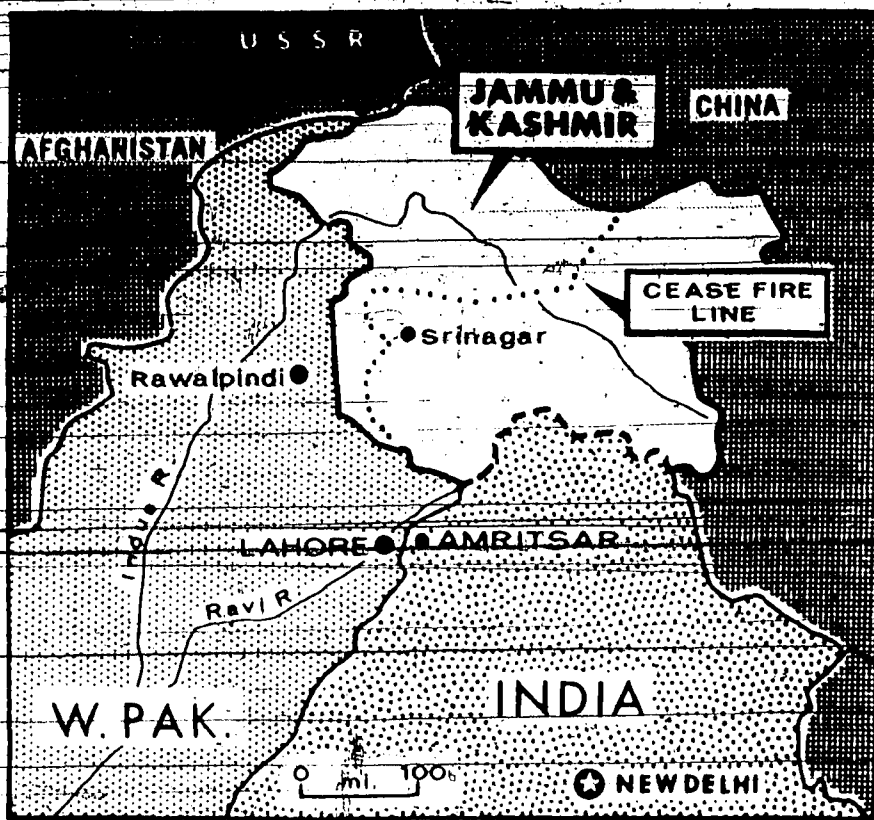 U S S R
JAMMU &
KASHMIR
CHINA
AFGHANISTAN
CEASE FIRE
LINE
Srinagar
Rawalpindi
Indus R
LAHORE
AMRITSAR
Ravi R
W. PAK.
INDIA
0 mi. 100
NEW DELHI